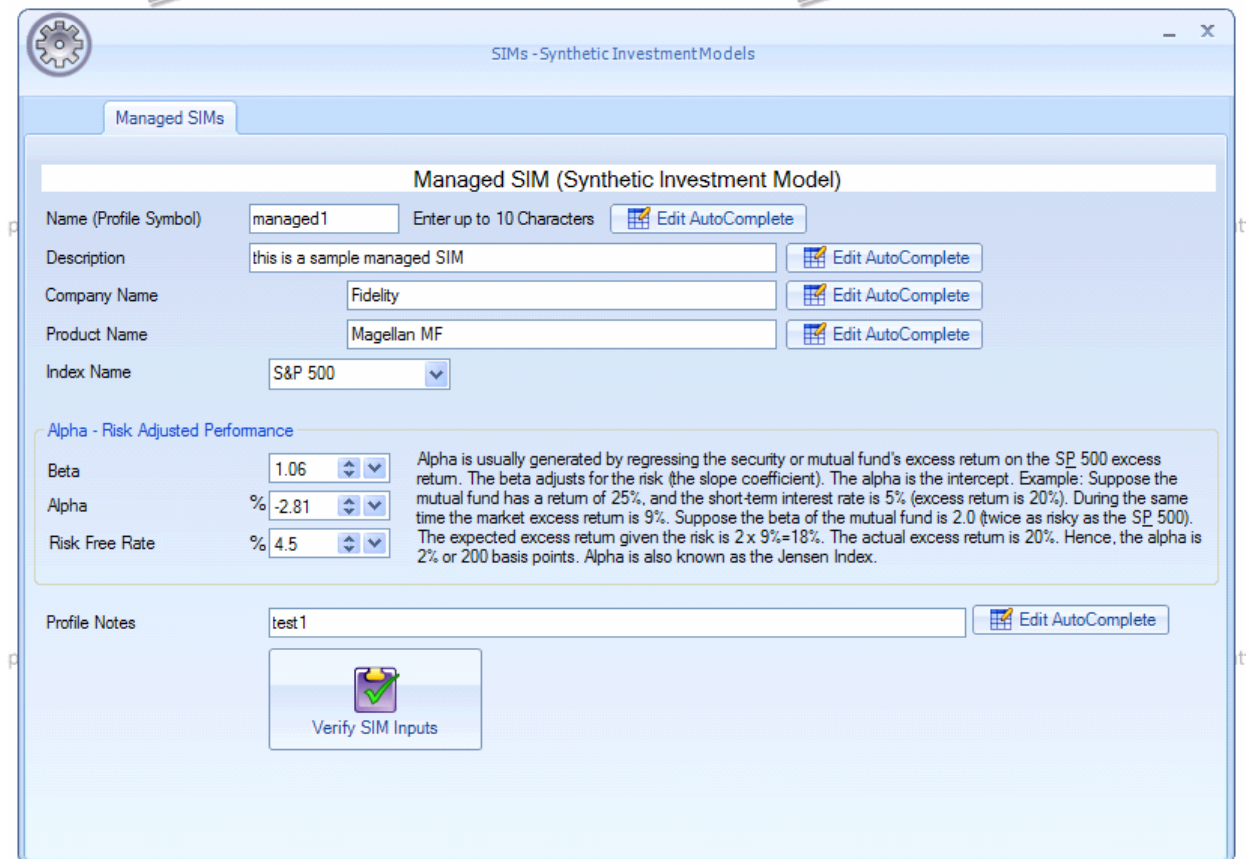 SIMs - Synthetic Investment Models
Managed SIMs
Managed SIM (Synthetic Investment Model)
Name (Profile Symbol) managed1 Enter up to 10 Characters Edit AutoComplete
Description this is a sample managed SIM Edit AutoComplete
Company Name Fidelity Edit AutoComplete
Product Name Magellan MF Edit AutoComplete
Index Name S&P 500
Alpha - Risk Adjusted Performance
Beta 1.06
Alpha % -2.81
Risk Free Rate % 4.5
Alpha is usually generated by regressing the security or mutual fund's excess return on the SP 500 excess
return. The beta adjusts for the risk (the slope coefficient). The alpha is the intercept. Example: Suppose the
mutual fund has a return of 25%, and the short-term interest rate is 5% (excess return is 20%). During the same
time the market excess return is 9%. Suppose the beta of the mutual fund is 2.0 (twice as risky as the SP 500).
The expected excess return given the risk is 2 x 9%=18%. The actual excess return is 20%. Hence, the alpha is
2% or 200 basis points. Alpha is also known as the Jensen Index.
Profile Notes test1 Edit AutoComplete
Verify SIM Inputs